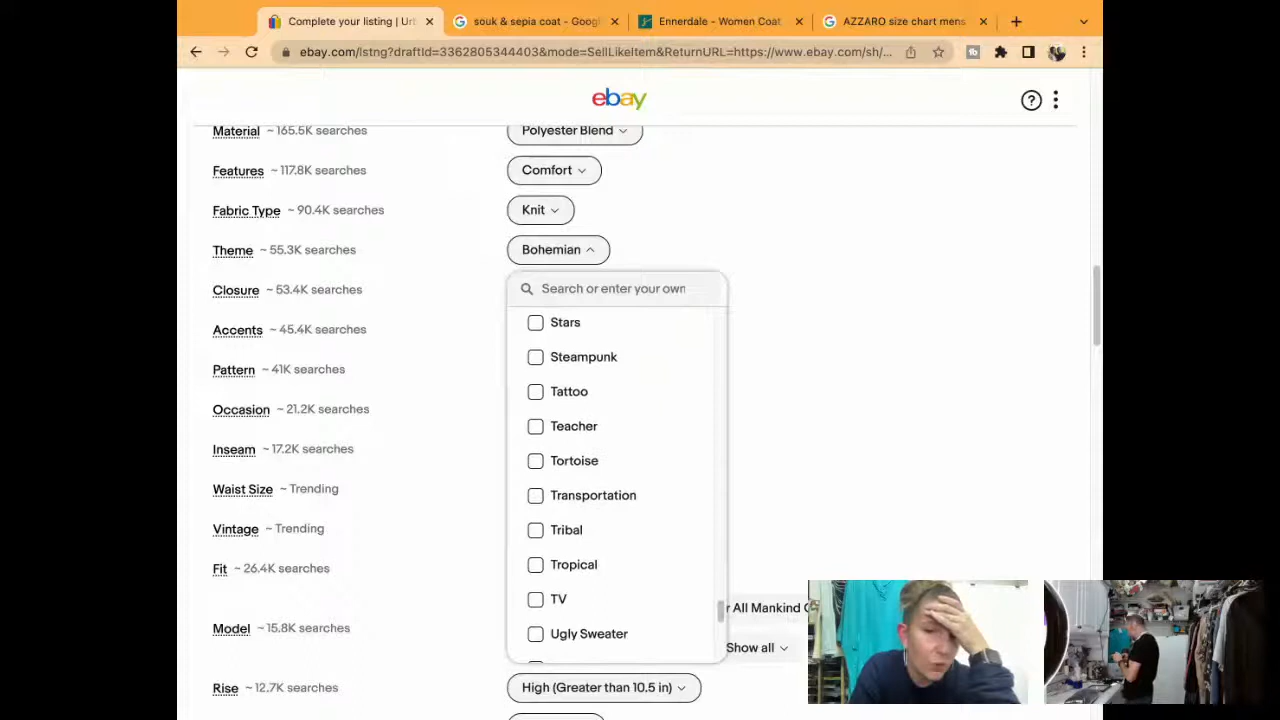 Complete your listing | Urb
souk & sepia coat - Googl
Ennerdale - Women Coat
AZZARO size chart mens
ebay.com/lstng?draftId=3362805344403&mode=SellLikeItem&ReturnURL=https://www.ebay.com/sh/...
ebay
Material ~ 165.5K searches
Polyester Blend
Features ~ 117.8K searches
Comfort
Fabric Type ~ 90.4K searches
Knit
Theme ~ 55.3K searches
Bohemian
Closure ~ 53.4K searches
Search or enter your own
Stars
Accents ~ 45.4K searches
Steampunk
Pattern ~ 41K searches
Tattoo
Occasion ~ 21.2K searches
Teacher
Inseam ~ 17.2K searches
Tortoise
Waist Size ~ Trending
Transportation
Vintage ~ Trending
Tribal
Fit ~ 26.4K searches
Tropical
TV
r All Mankind
Model ~ 15.8K searches
Ugly Sweater
Show all
Rise ~ 12.7K searches
High (Greater than 10.5 in)